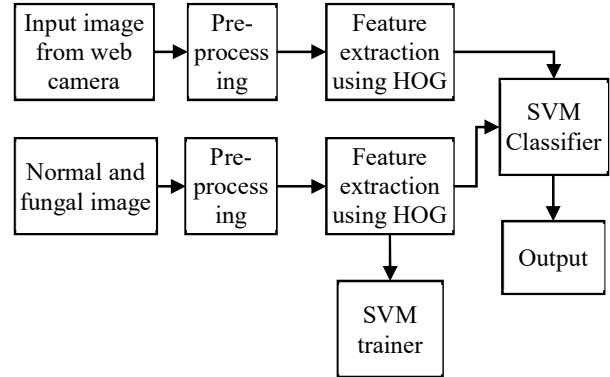 Input image
from web
camera
Pre-
process
ing
Feature
extraction
using HOG
SVM
Classifier
Normal and
fungal image
Pre-
process
ing
Feature
extraction
using HOG
Output
SVM
trainer